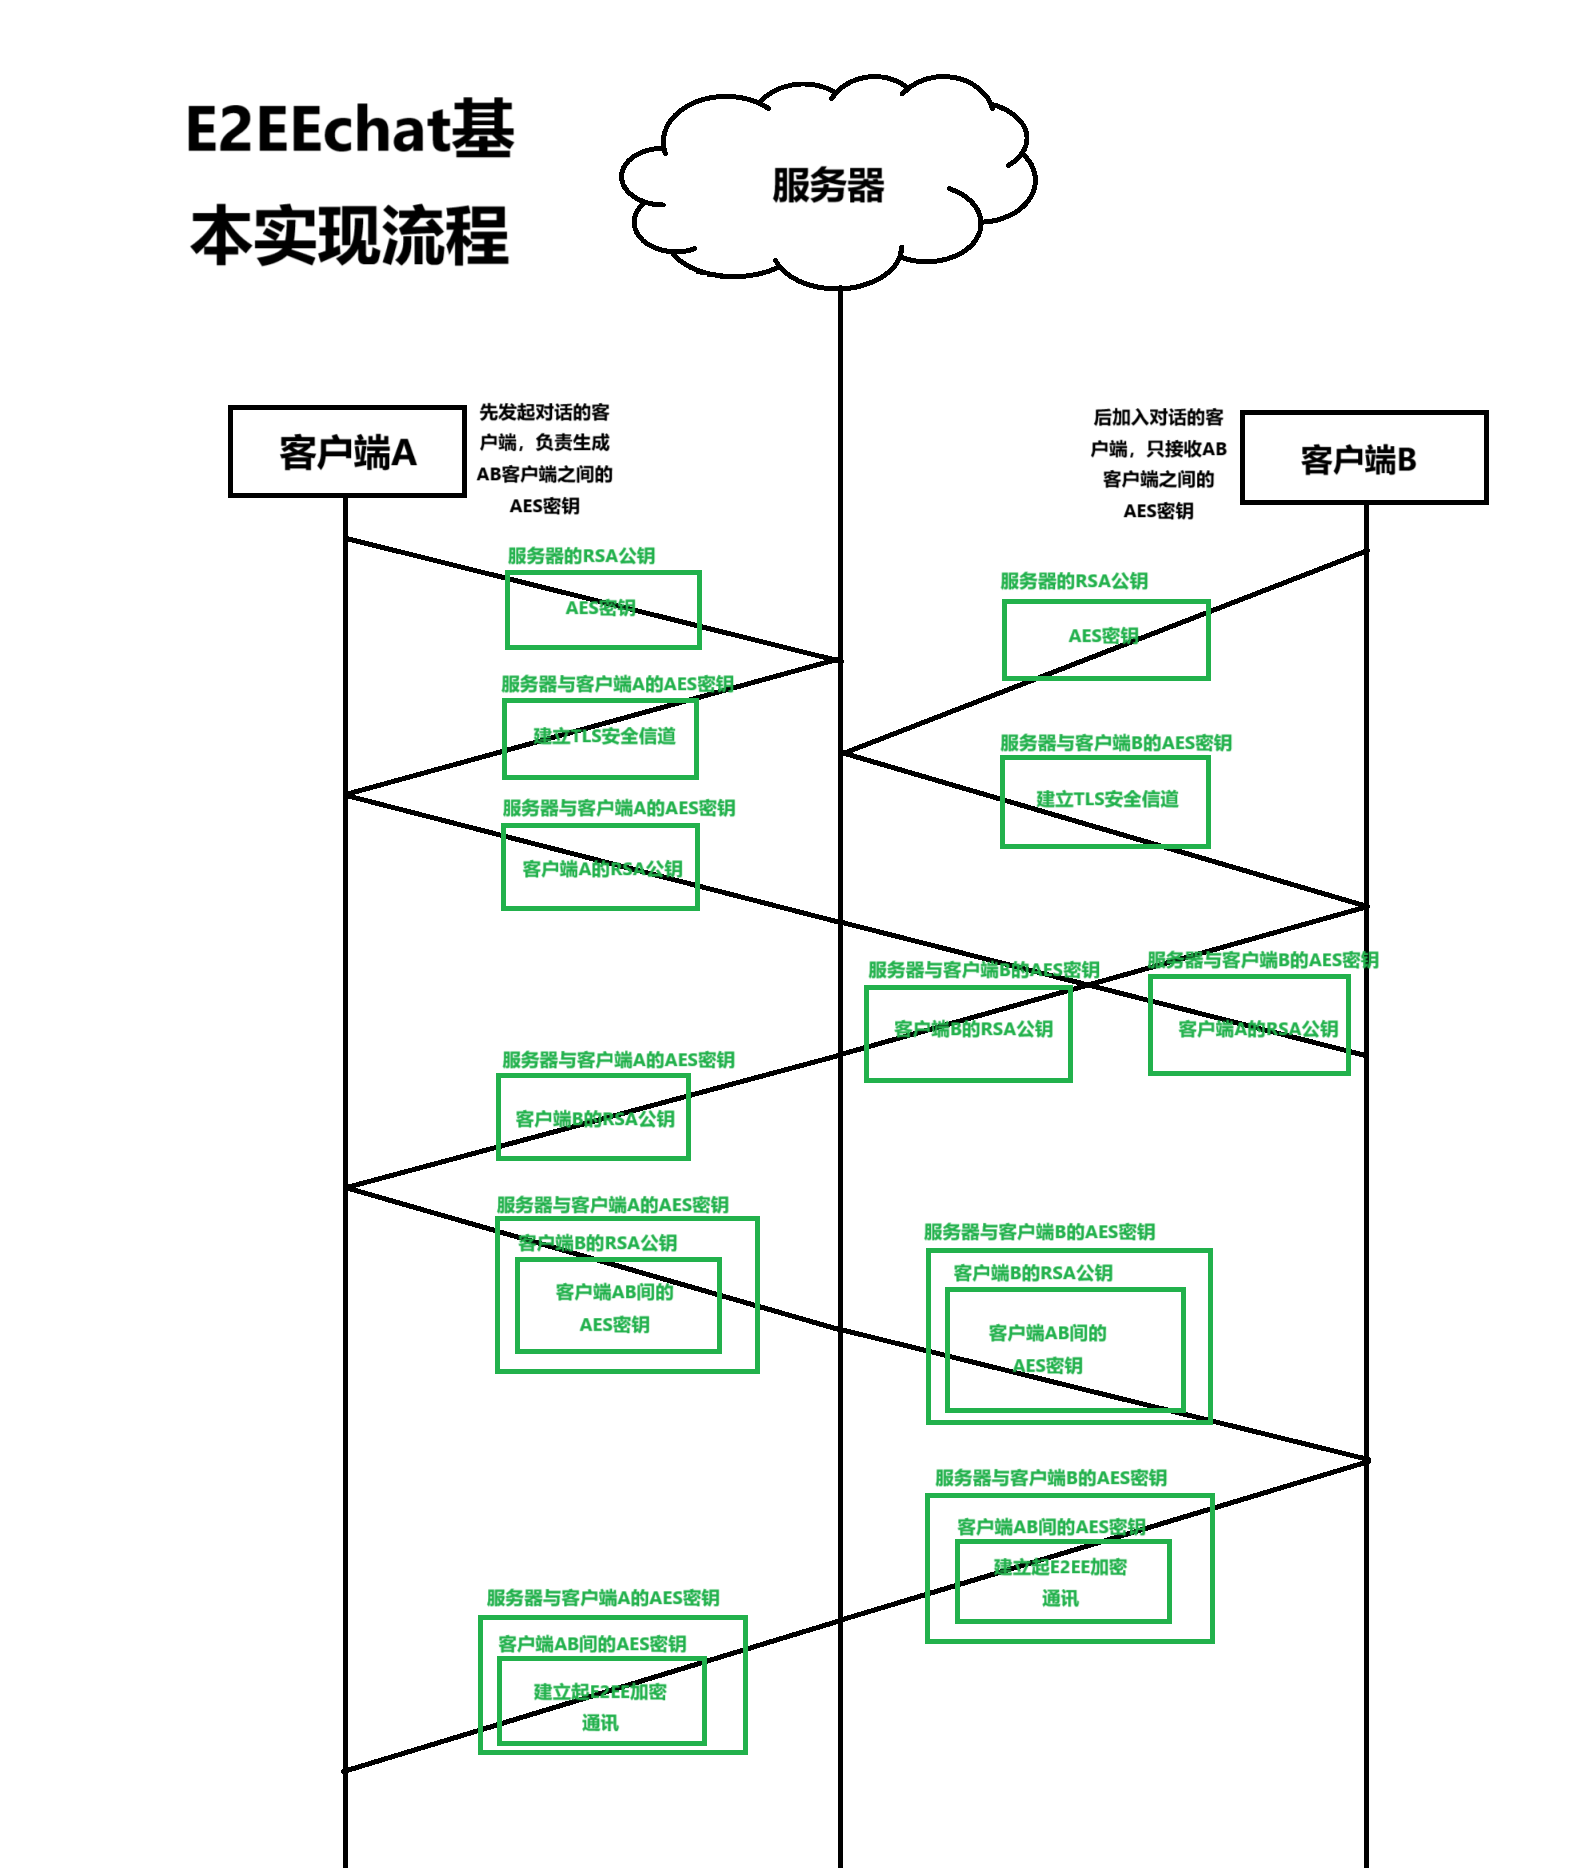 E2EEchat基
本实现流程
服务器
客户端A
先发起对话的客
户端，负责生成
AB客户端之间的
AES密钥
后加入对话的客
户端，只接收AB
客户端之间的
AES密钥
客户端B
服务器的RSA公钥
AES密钥
服务器的RSA公钥
AES密钥
服务器与客户端A的AES密钥
建立TLS安全信道
服务器与客户端B的AES密钥
建立TLS安全信道
服务器与客户端A的AES密钥
客户端A的RSA公钥
服务器与客户端B的AES密钥
客户端B的RSA公钥
服务器与客户端B的AES密钥
客户端A的RSA公钥
服务器与客户端A的AES密钥
客户端B的RSA公钥
服务器与客户端A的AES密钥
客户端B的RSA公钥
客户端AB间的
AES密钥
服务器与客户端B的AES密钥
客户端B的RSA公钥
客户端AB间的
AES密钥
服务器与客户端B的AES密钥
客户端AB间的AES密钥
建立起E2EE加密
通讯
服务器与客户端A的AES密钥
客户端AB间的AES密钥
建立起E2EE加密
通讯